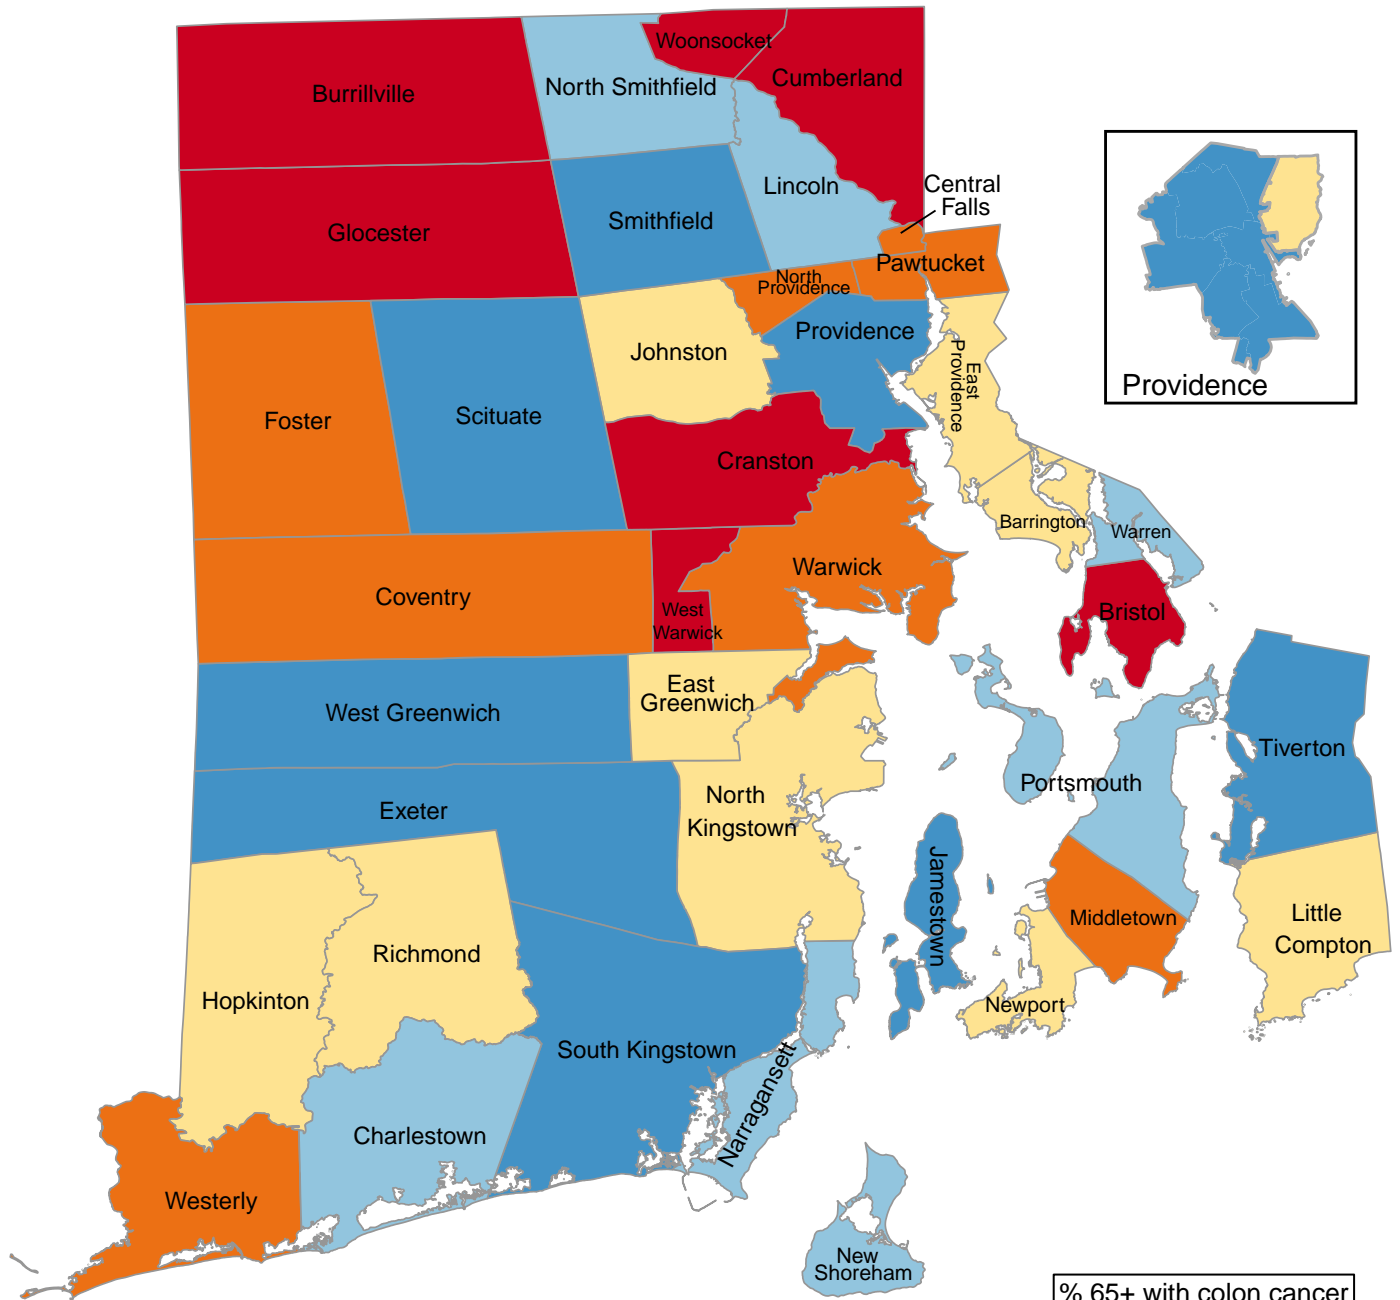 Woonsocket
Burrillville
North Smithfield
Cumberland
Lincoln
Central
Falls
Glocester
Smithfield
Pawtucket
North
Providence
Providence
Johnston
East
Providence
Providence
Foster
Scituate
Cranston
Barrington
Warren
Coventry
Warwick
West
Warwick
Bristol
East
Greenwich
West Greenwich
Tiverton
Portsmouth
Exeter
North
Kingstown
Jamestown
Middletown
Little
Compton
Richmond
Hopkinton
Newport
South Kingstown
Narragansett
Charlestown
Westerly
New
Shoreham
% 65+ with colon cancer